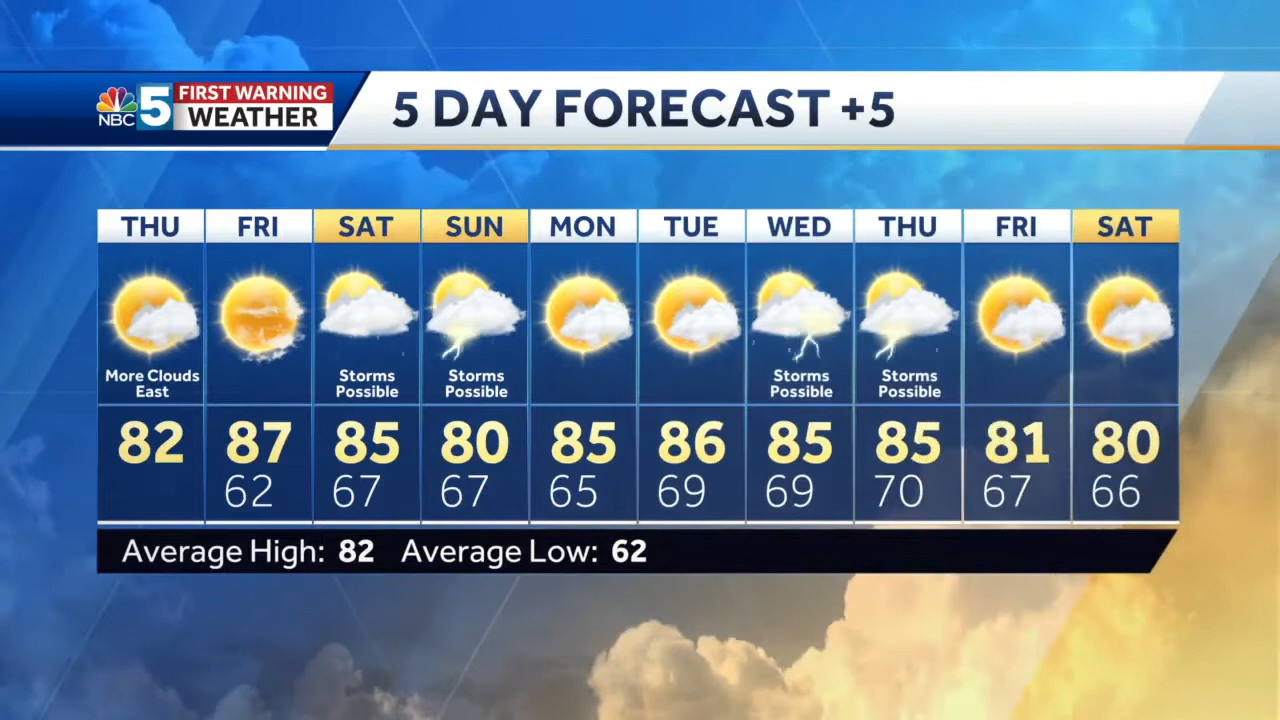 NBC 5 FIRST WARNING WEATHER
5 DAY FORECAST +5
THU FRI SAT SUN MON TUE WED THU FRI SAT
More Clouds East
Storms Possible
Storms Possible
Storms Possible
Storms Possible
82 87 85 80 85 86 85 85 81 80
62 67 67 65 69 69 70 67 66
Average High: 82 Average Low: 62